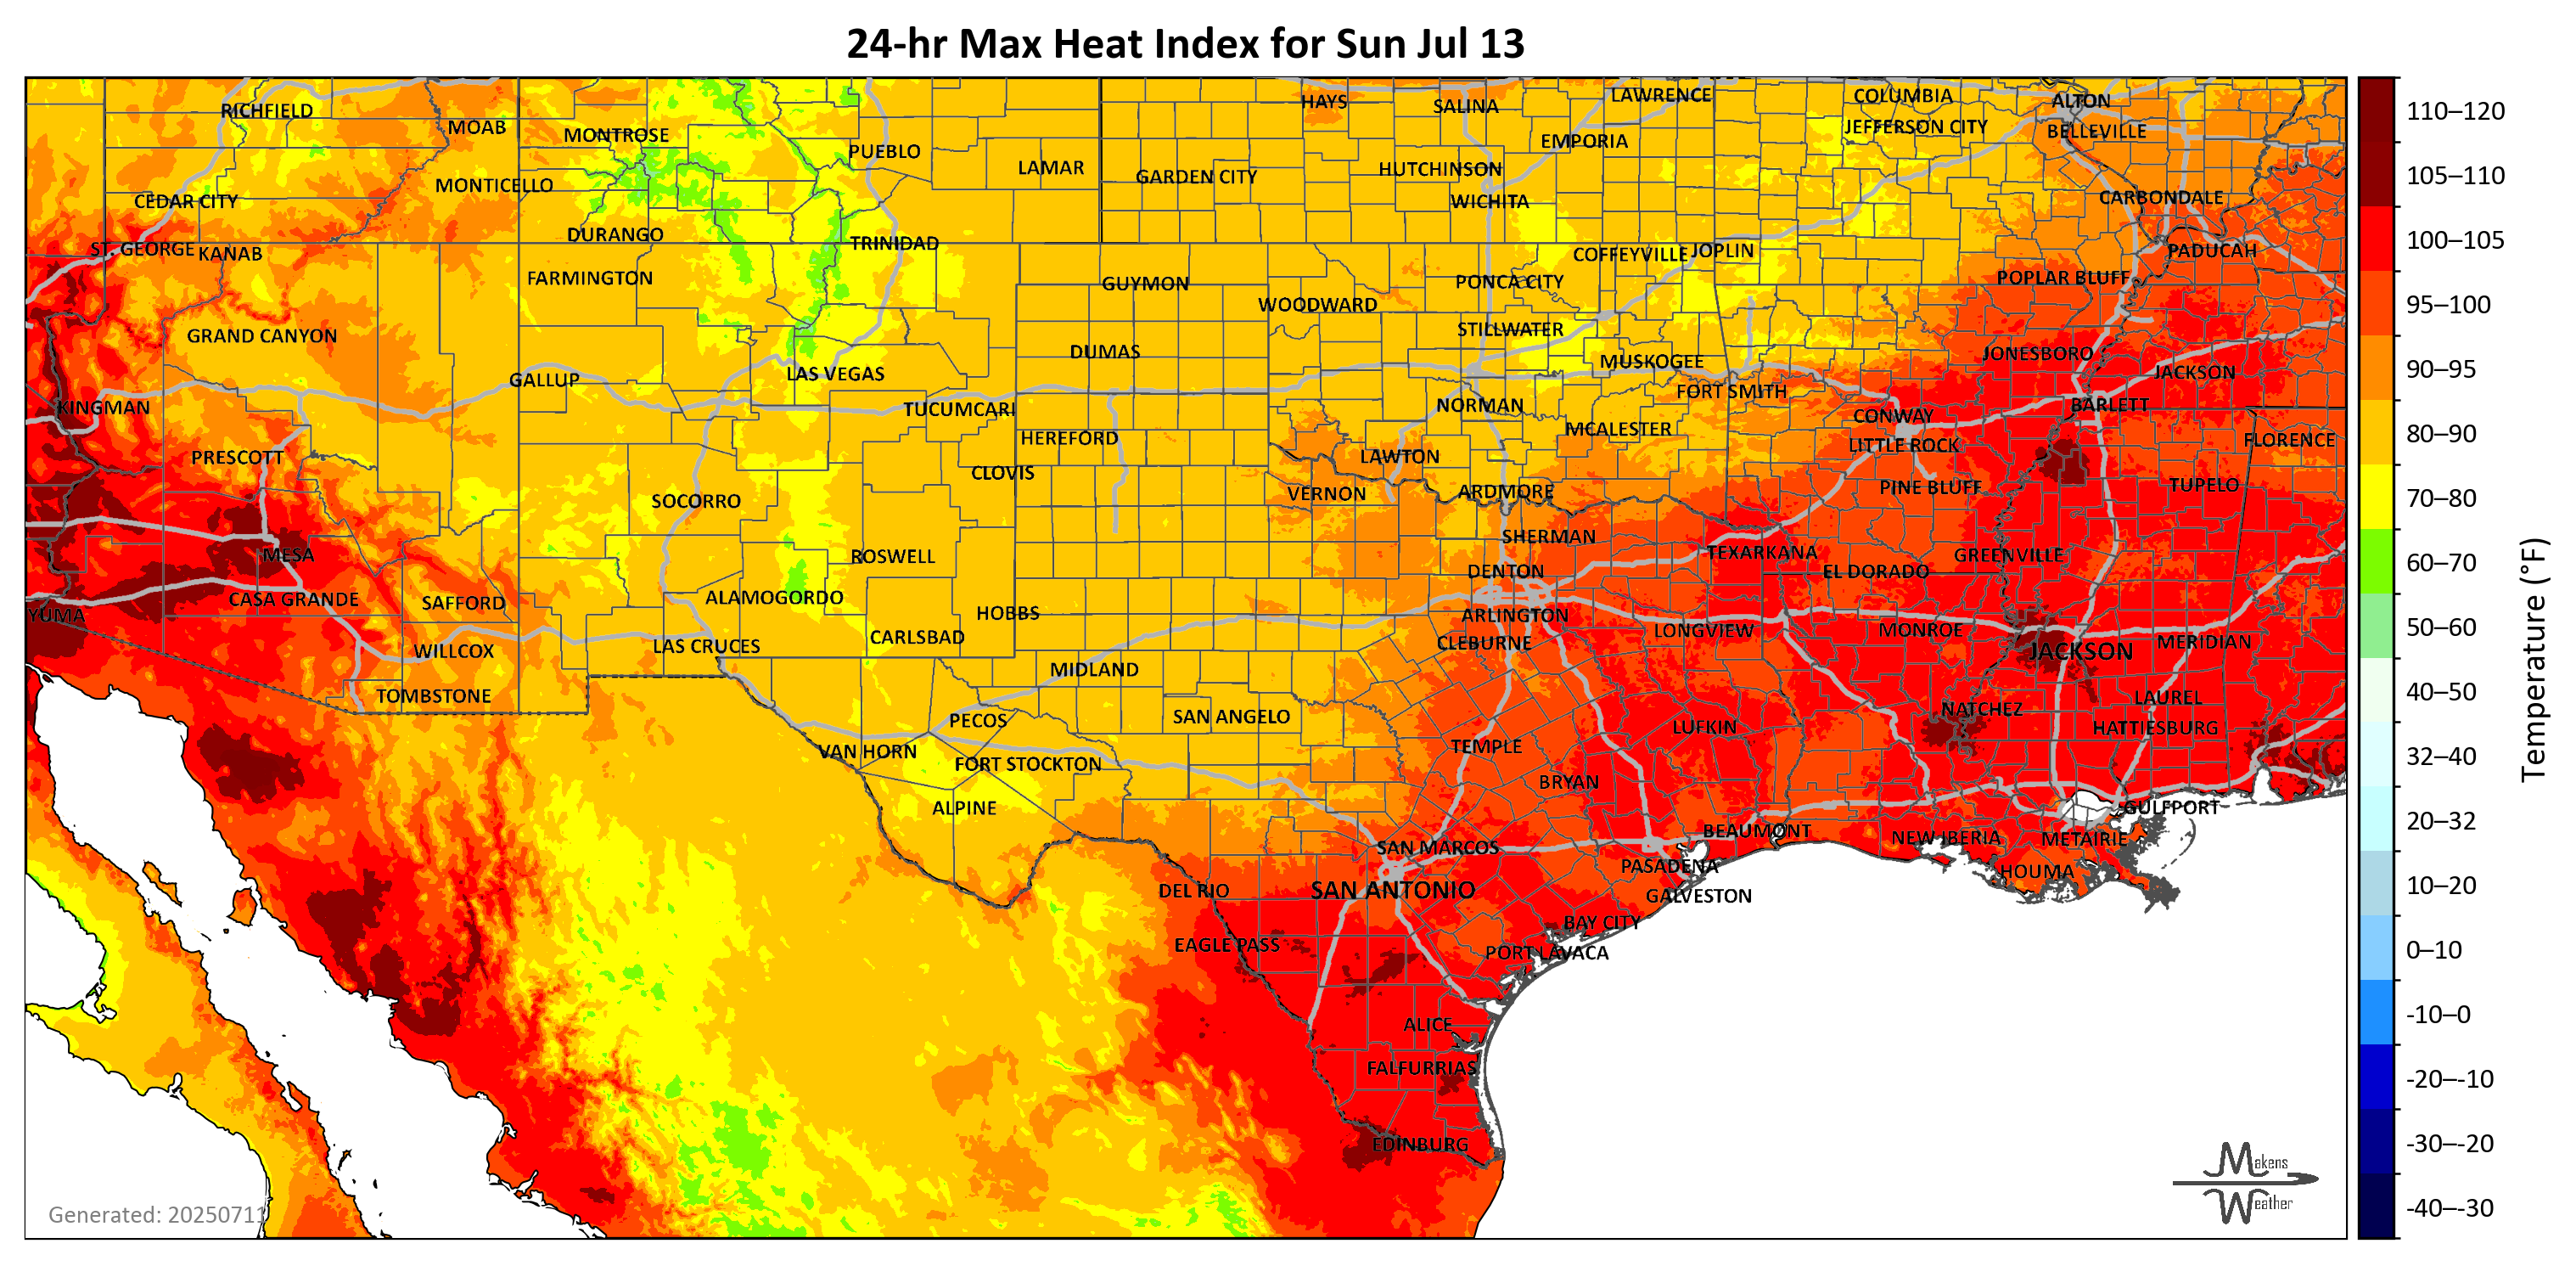 24-hr Max Heat Index for Sun Jul 13
RICHFIELD
MOAB
MONTROSE
PUEBLO
LAMAR
HAYS
SALINA
LAWRENCE
COLUMBIA
ALTON
JEFFERSON CITY
BELLEVILLE
EMPORIA
GARDEN CITY
HUTCHINSON
WICHITA
MONTICELLO
CEDAR CITY
CARBONDALE
DURANGO
TRINIDAD
ST. GEORGE
KANAB
COFFEYVILLE
JOPLIN
PADUCAH
FARMINGTON
GUYMON
PONCA CITY
POPLAR BLUFF
WOODWARD
GRAND CANYON
STILLWATER
DUMAS
MUSKOGEE
JONESBORO
GALLUP
LAS VEGAS
FORT SMITH
JACKSON
KINGMAN
TUCUMCARI
NORMAN
CONWAY
BARLETT
HEREFORD
MCALESTER
LITTLE ROCK
FLORENCE
PRESCOTT
CLOVIS
LAWTON
VERNON
ARDMORE
PINE BLUFF
TUPELO
SOCORRO
SHERMAN
MESA
ROSWELL
TEXARKANA
GREENVILLE
DENTON
EL DORADO
CASA GRANDE
SAFFORD
ALAMOGORDO
HOBBS
YUMA
ARLINGTON
LAS CRUCES
CARLSBAD
CLEBURNE
LONGVIEW
MONROE
JACKSON
MERIDIAN
WILLCOX
MIDLAND
TOMBSTONE
LAUREL
PECOS
SAN ANGELO
NATCHEZ
LUFKIN
HATTIESBURG
VAN HORN
FORT STOCKTON
TEMPLE
BRYAN
ALPINE
GULFPORT
BEAUMONT
NEW IBERIA
METAIRIE
SAN MARCOS
PASADENA
HOUMA
DEL RIO
SAN ANTONIO
GALVESTON
BAY CITY
EAGLE PASS
PORT LAVACA
ALICE
FALFURRIAS
EDINBURG
Generated: 20250711
Makens
Weather
110–120
105–110
100–105
95–100
90–95
80–90
70–80
60–70
50–60
40–50
32–40
20–32
10–20
0–10
-10–0
-20–-10
-30–-20
-40–-30
Temperature (°F)